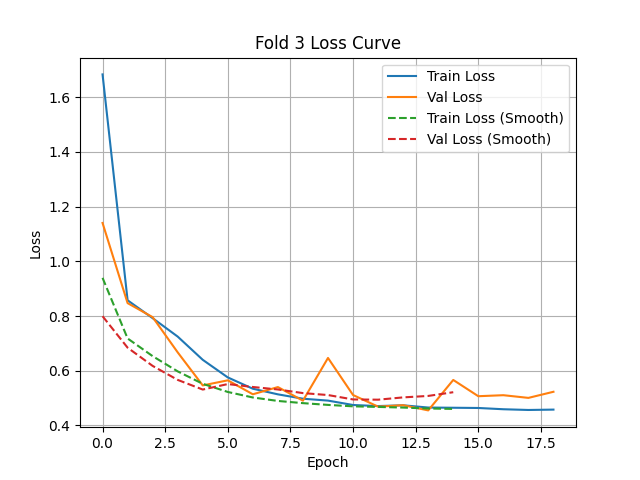 Fold 3 Loss Curve
Train Loss
Val Loss
Train Loss (Smooth)
Val Loss (Smooth)
Loss
1.6
1.4
1.2
1.0
0.8
0.6
0.4
0.0 2.5 5.0 7.5 10.0 12.5 15.0 17.5
Epoch